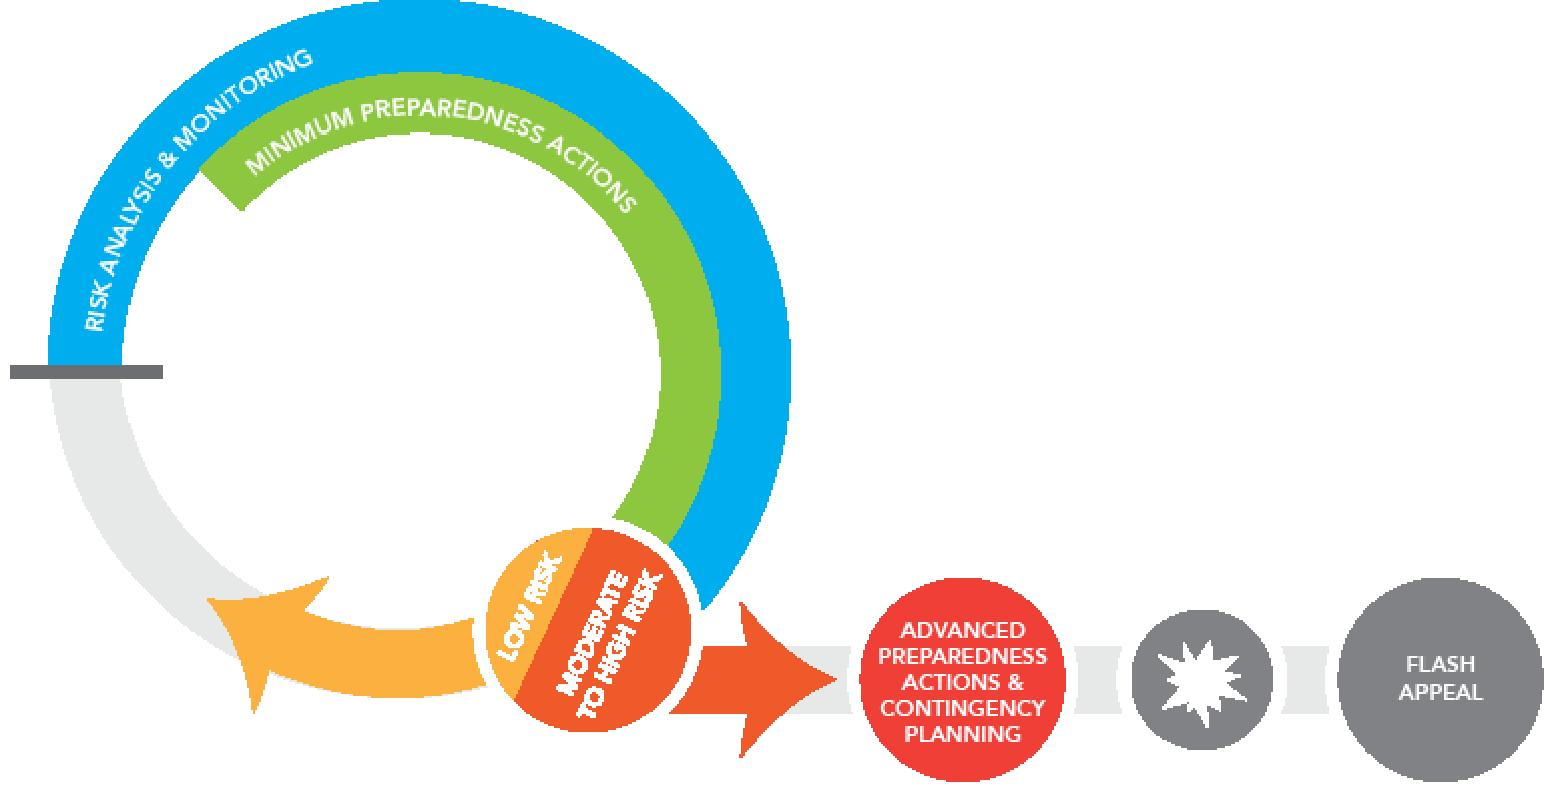 RISK ANALYSIS & MONITORING
MINIMUM PREPAREDNESS ACTIONS
LOW RISK
MODERATE
TO HIGH RISK
ADVANCED
PREPAREDNESS
ACTIONS &
CONTINGENCY
PLANNING
FLASH
APPEAL